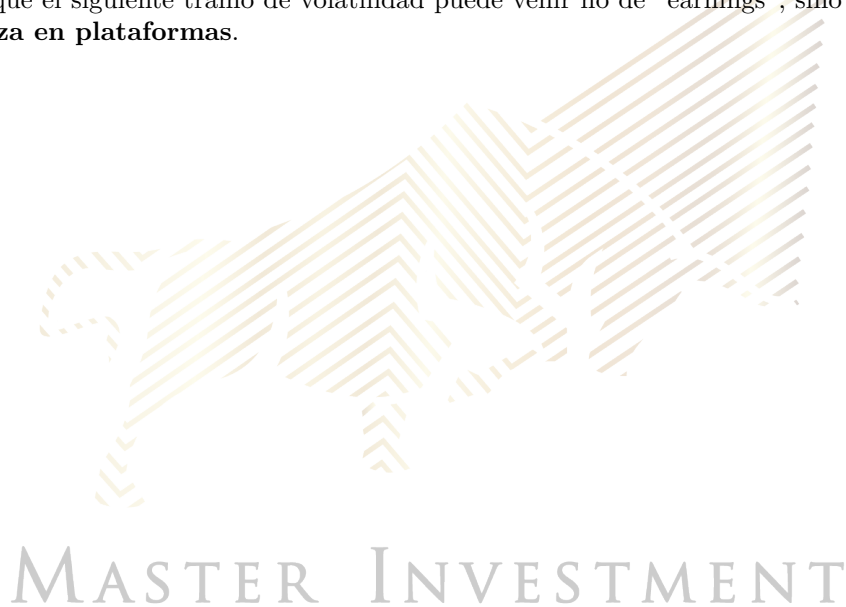 que el siguiente tramo de volatilidad puede venir no de "earnings", sino
za en plataformas.
MASTER INVESTMENT